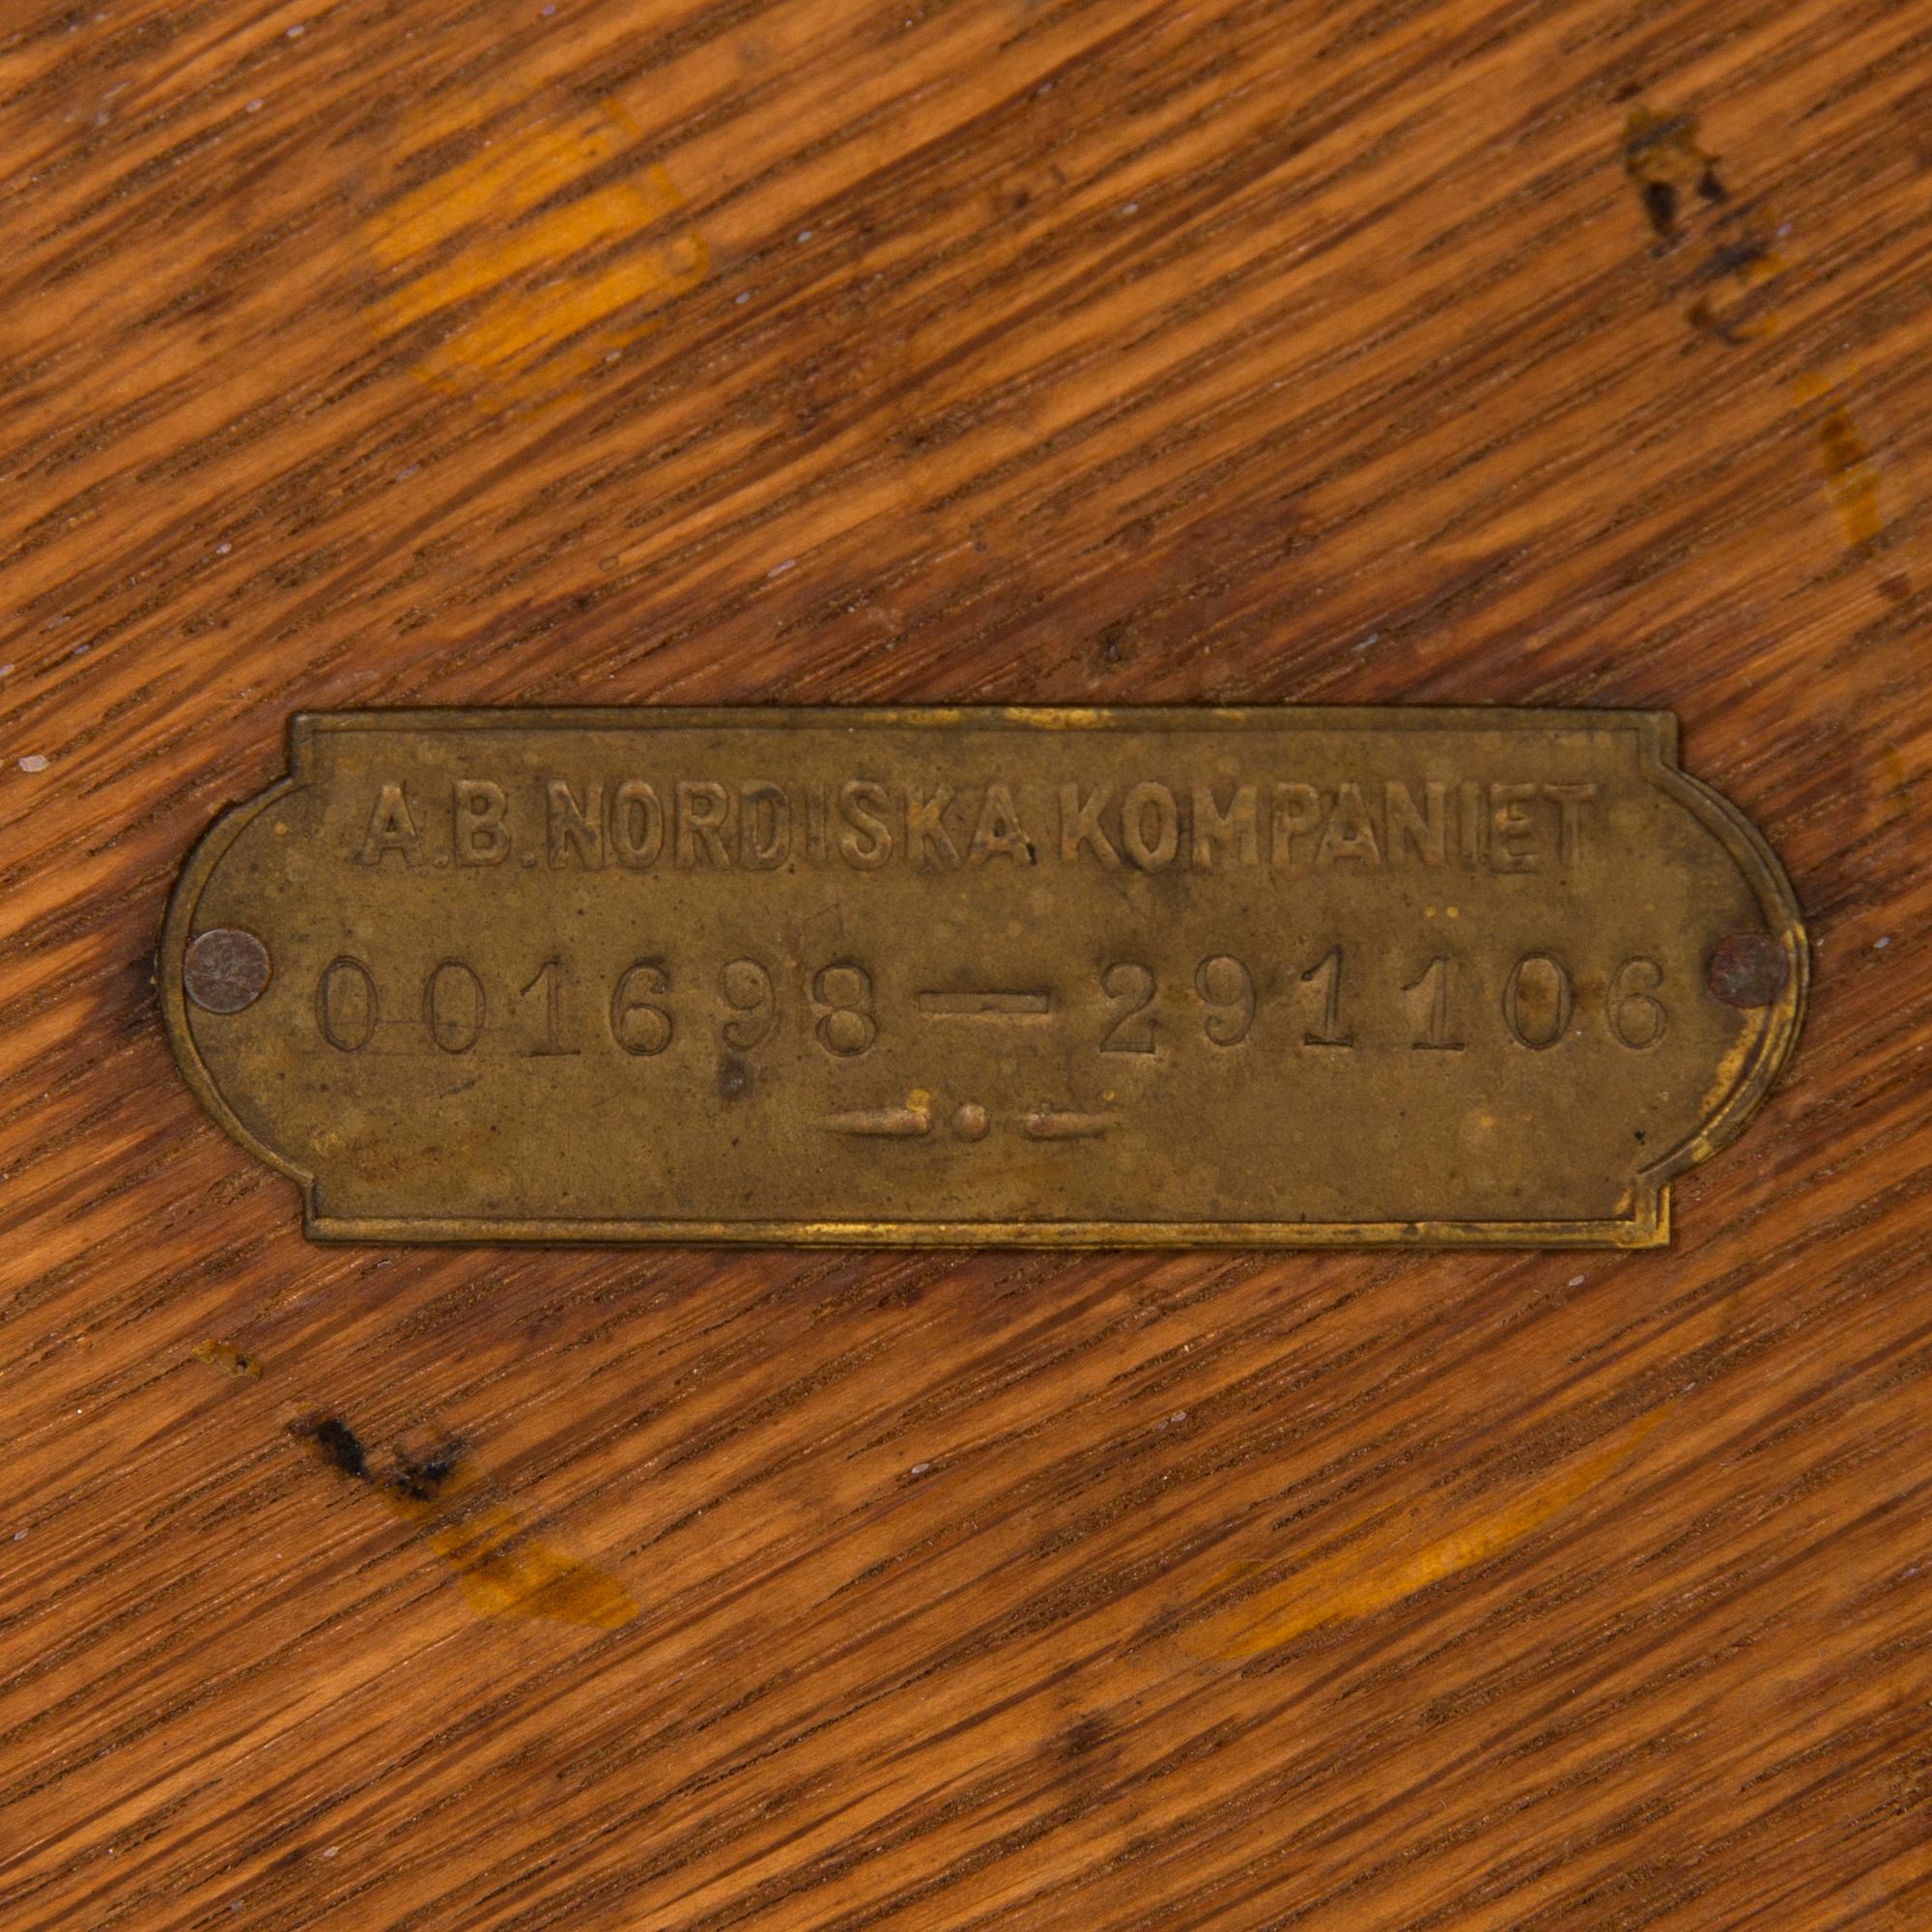 A.B. NORDISKA KOMPANIET
001698 — 291106